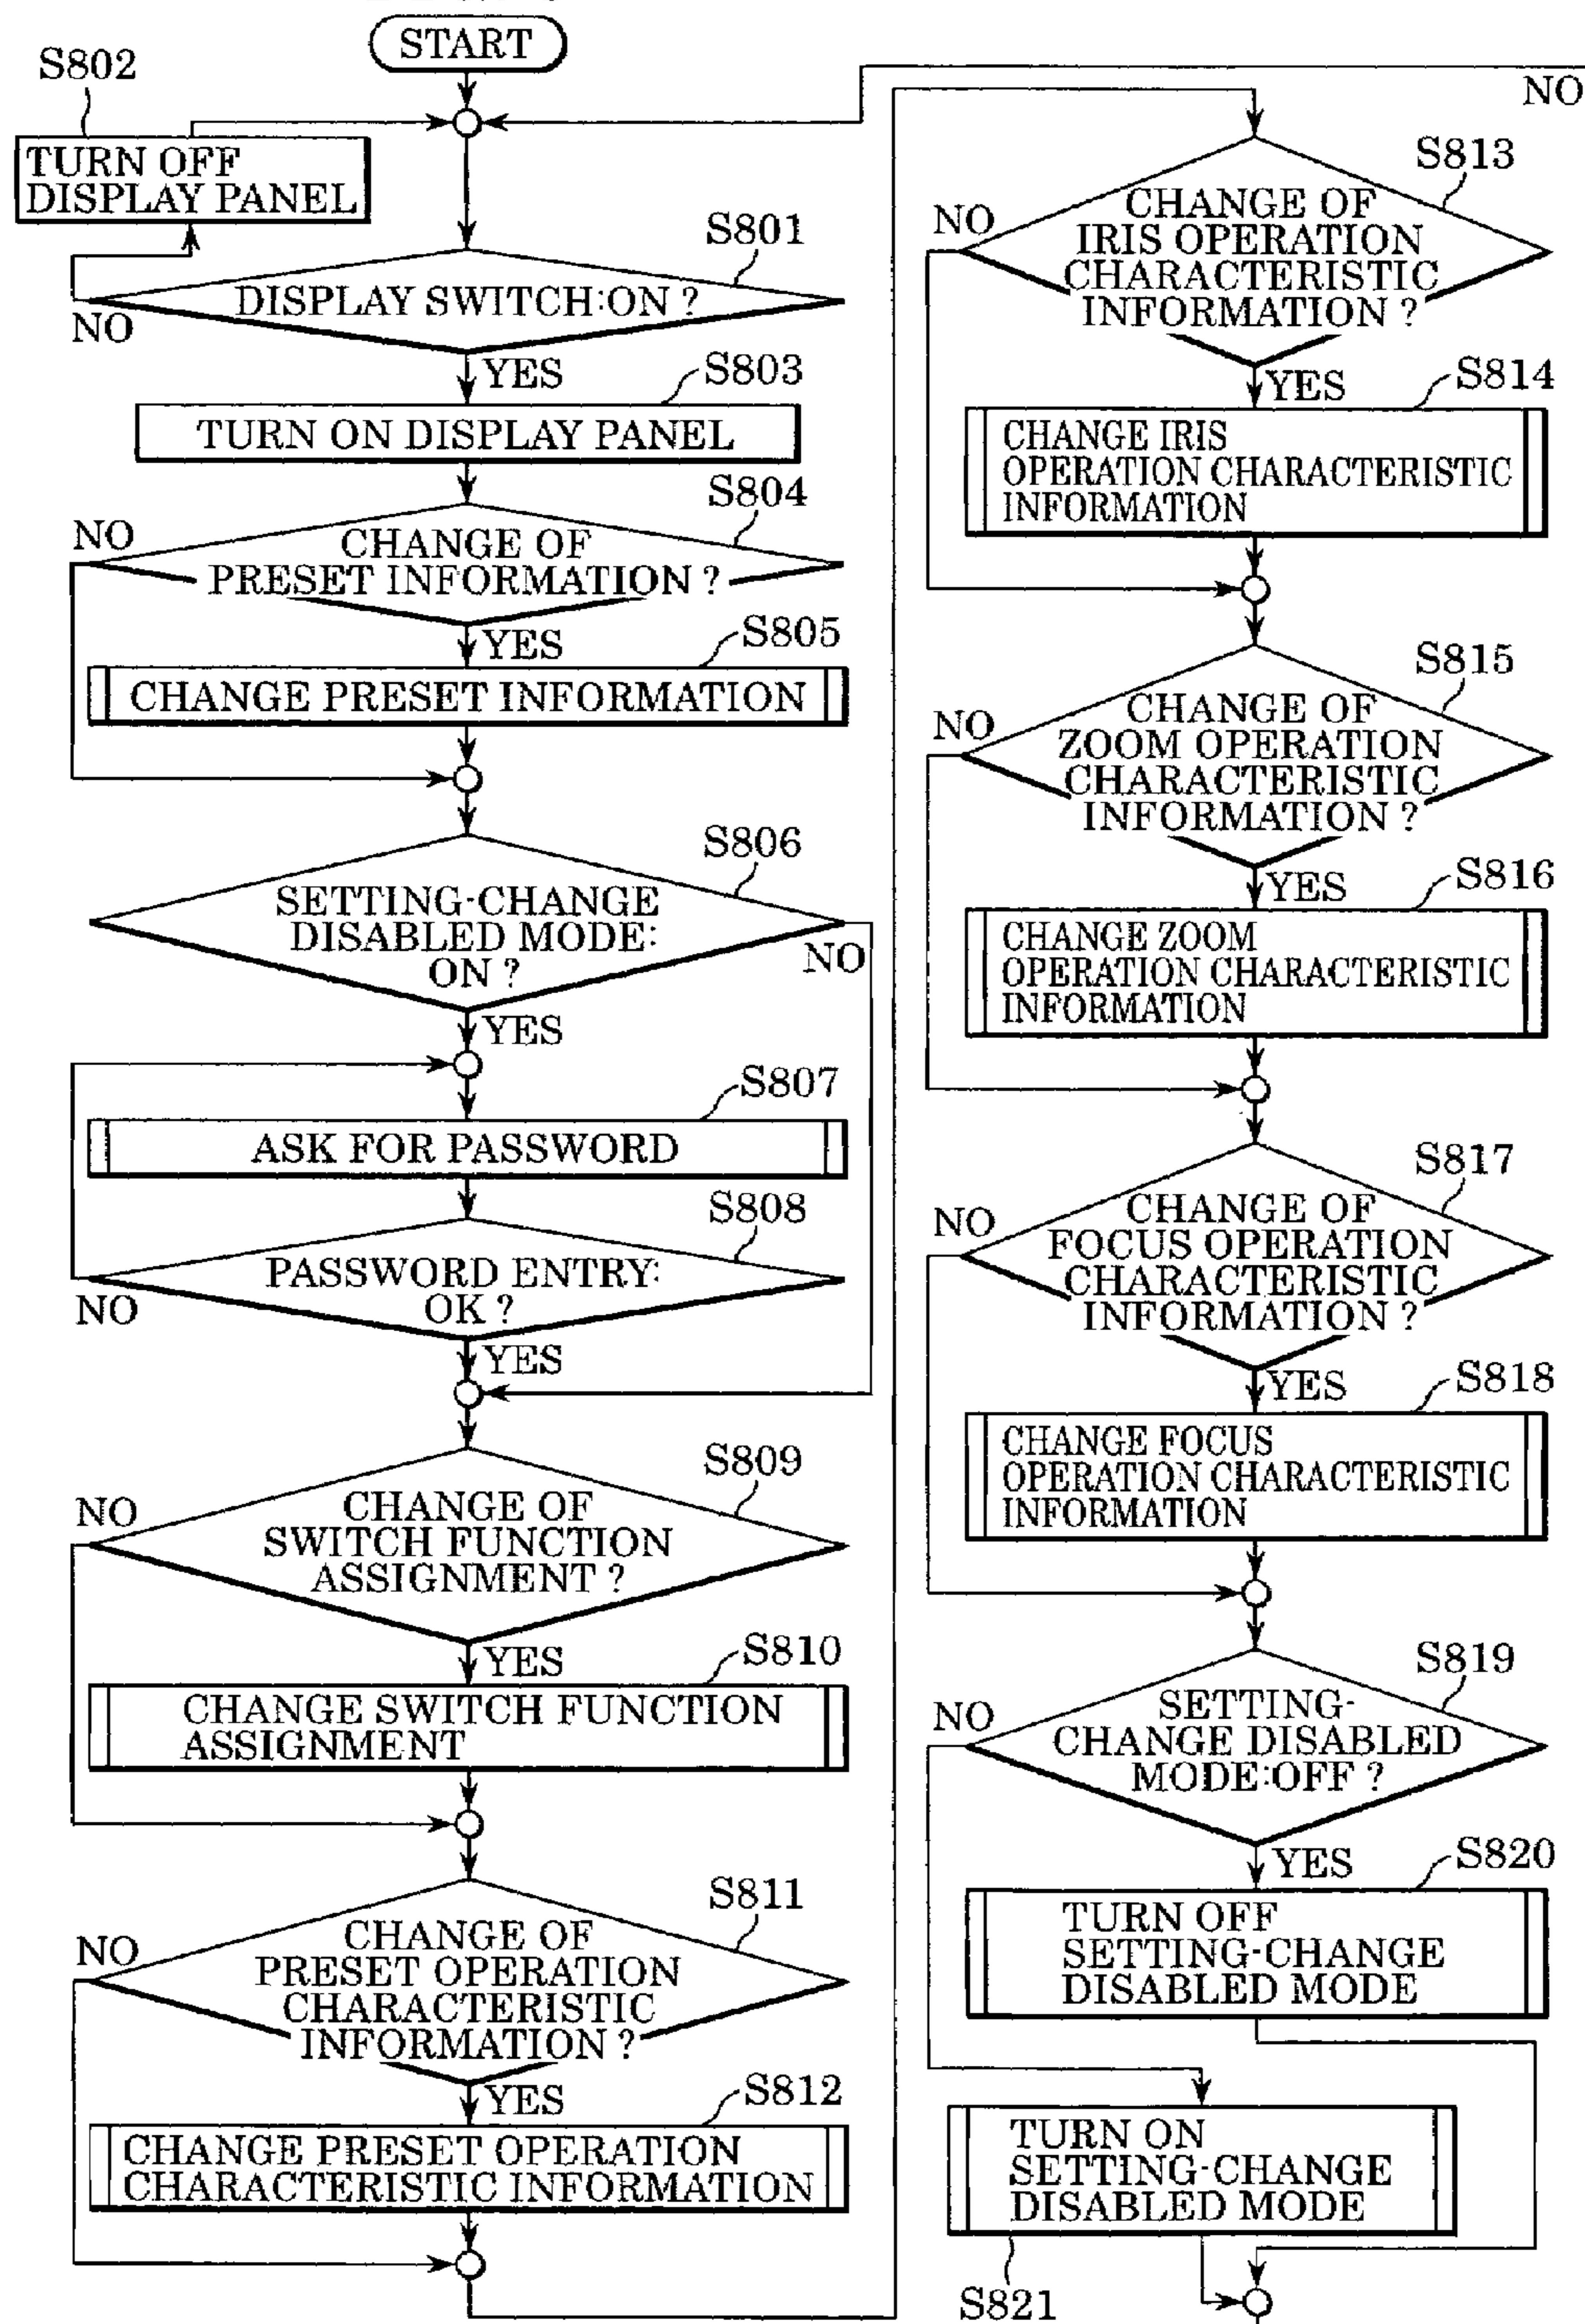 START
S802
TURN OFF
DISPLAY PANEL
S801
DISPLAY SWITCH:ON ?
NO
YES
S803
TURN ON DISPLAY PANEL
S804
NO
CHANGE OF
PRESET INFORMATION ?
YES
S805
CHANGE PRESET INFORMATION
S806
SETTING-CHANGE
DISABLED MODE:
ON ?
NO
YES
S807
ASK FOR PASSWORD
S808
PASSWORD ENTRY:
OK ?
NO
YES
S809
NO
CHANGE OF
SWITCH FUNCTION
ASSIGNMENT ?
YES
S810
CHANGE SWITCH FUNCTION
ASSIGNMENT
S811
NO
CHANGE OF
PRESET OPERATION
CHARACTERISTIC
INFORMATION ?
YES
S812
CHANGE PRESET OPERATION
CHARACTERISTIC INFORMATION
NO
S813
NO
CHANGE OF
IRIS OPERATION
CHARACTERISTIC
INFORMATION ?
YES
S814
CHANGE IRIS
OPERATION CHARACTERISTIC
INFORMATION
S815
NO
CHANGE OF
ZOOM OPERATION
CHARACTERISTIC
INFORMATION ?
YES
S816
CHANGE ZOOM
OPERATION CHARACTERISTIC
INFORMATION
S817
NO
CHANGE OF
FOCUS OPERATION
CHARACTERISTIC
INFORMATION ?
YES
S818
CHANGE FOCUS
OPERATION CHARACTERISTIC
INFORMATION
S819
NO
SETTING-
CHANGE DISABLED
MODE:OFF ?
YES
S820
TURN OFF
SETTING-CHANGE
DISABLED MODE
TURN ON
SETTING-CHANGE
DISABLED MODE
S821